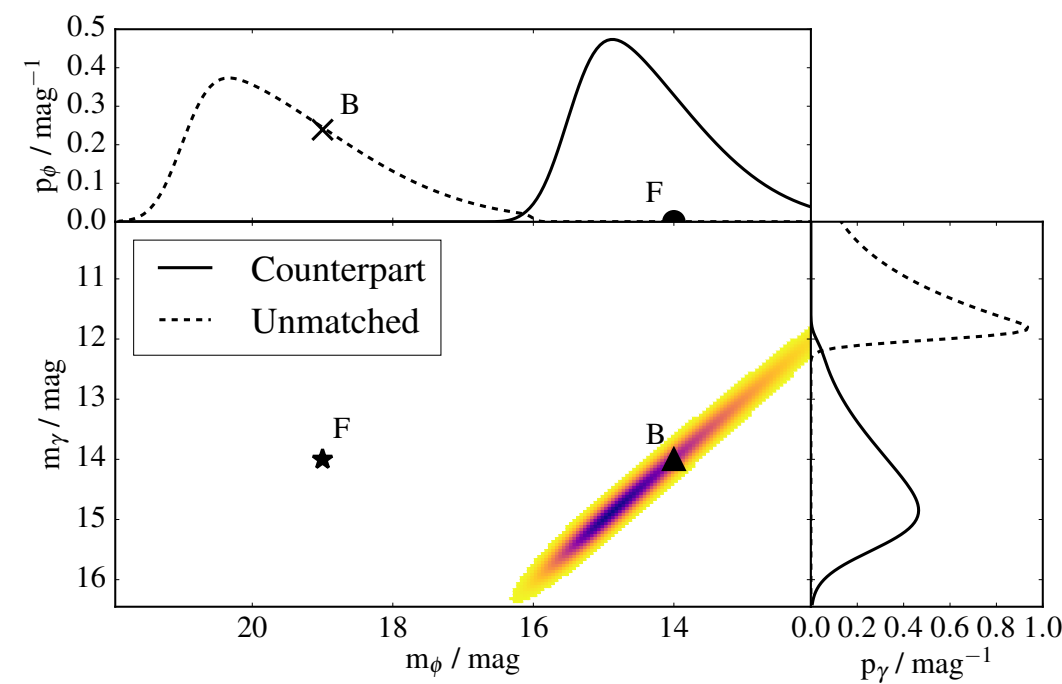 0.5
0.4
0.3
0.2
0.1
0.0
p_ϕ / mag⁻¹
B
F
Counterpart
Unmatched
11
12
13
14
15
16
m_γ / mag
F
B
20 18 16 14
m_ϕ / mag
0.0 0.2 0.4 0.6 0.8 1.0
p_γ / mag⁻¹